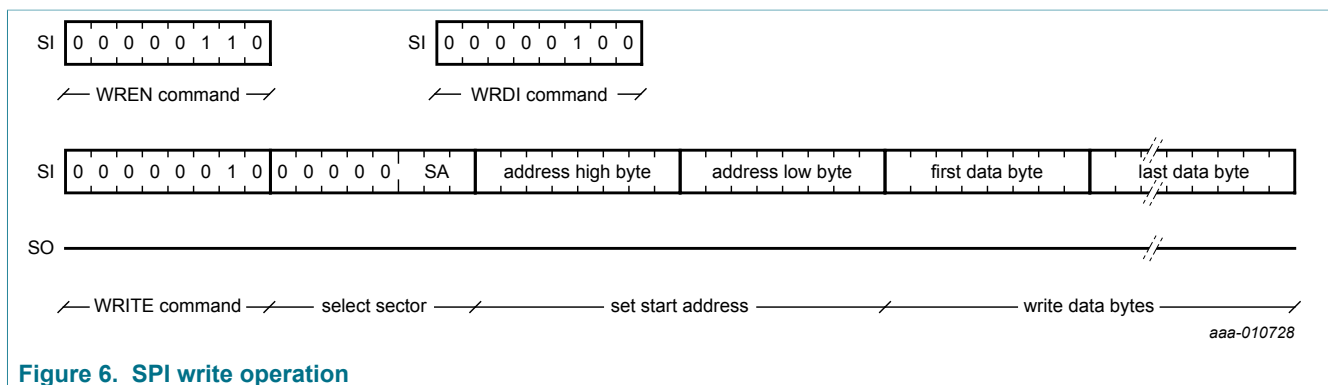 SI 0 0 0 0 0 1 1 0 SI 0 0 0 0 0 1 0 0
WREN command WRDI command
SI 0 0 0 0 0 0 1 0 0 0 0 0 0 SA address high byte address low byte first data byte last data byte
SO
WRITE command select sector set start address write data bytes
aaa-010728
Figure 6. SPI write operation